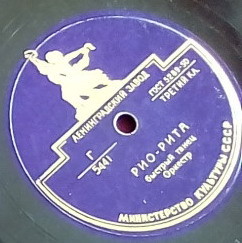 ЛЕНИНГРАДСКИЙ ЗАВОД
ГОСТ 5289-50
ТРЕТИЙ КЛ.
Г
5441
РИО-РИТА
быстрый танец
Оркестр
МИНИСТЕРСТВО КУЛЬТУРЫ СССР